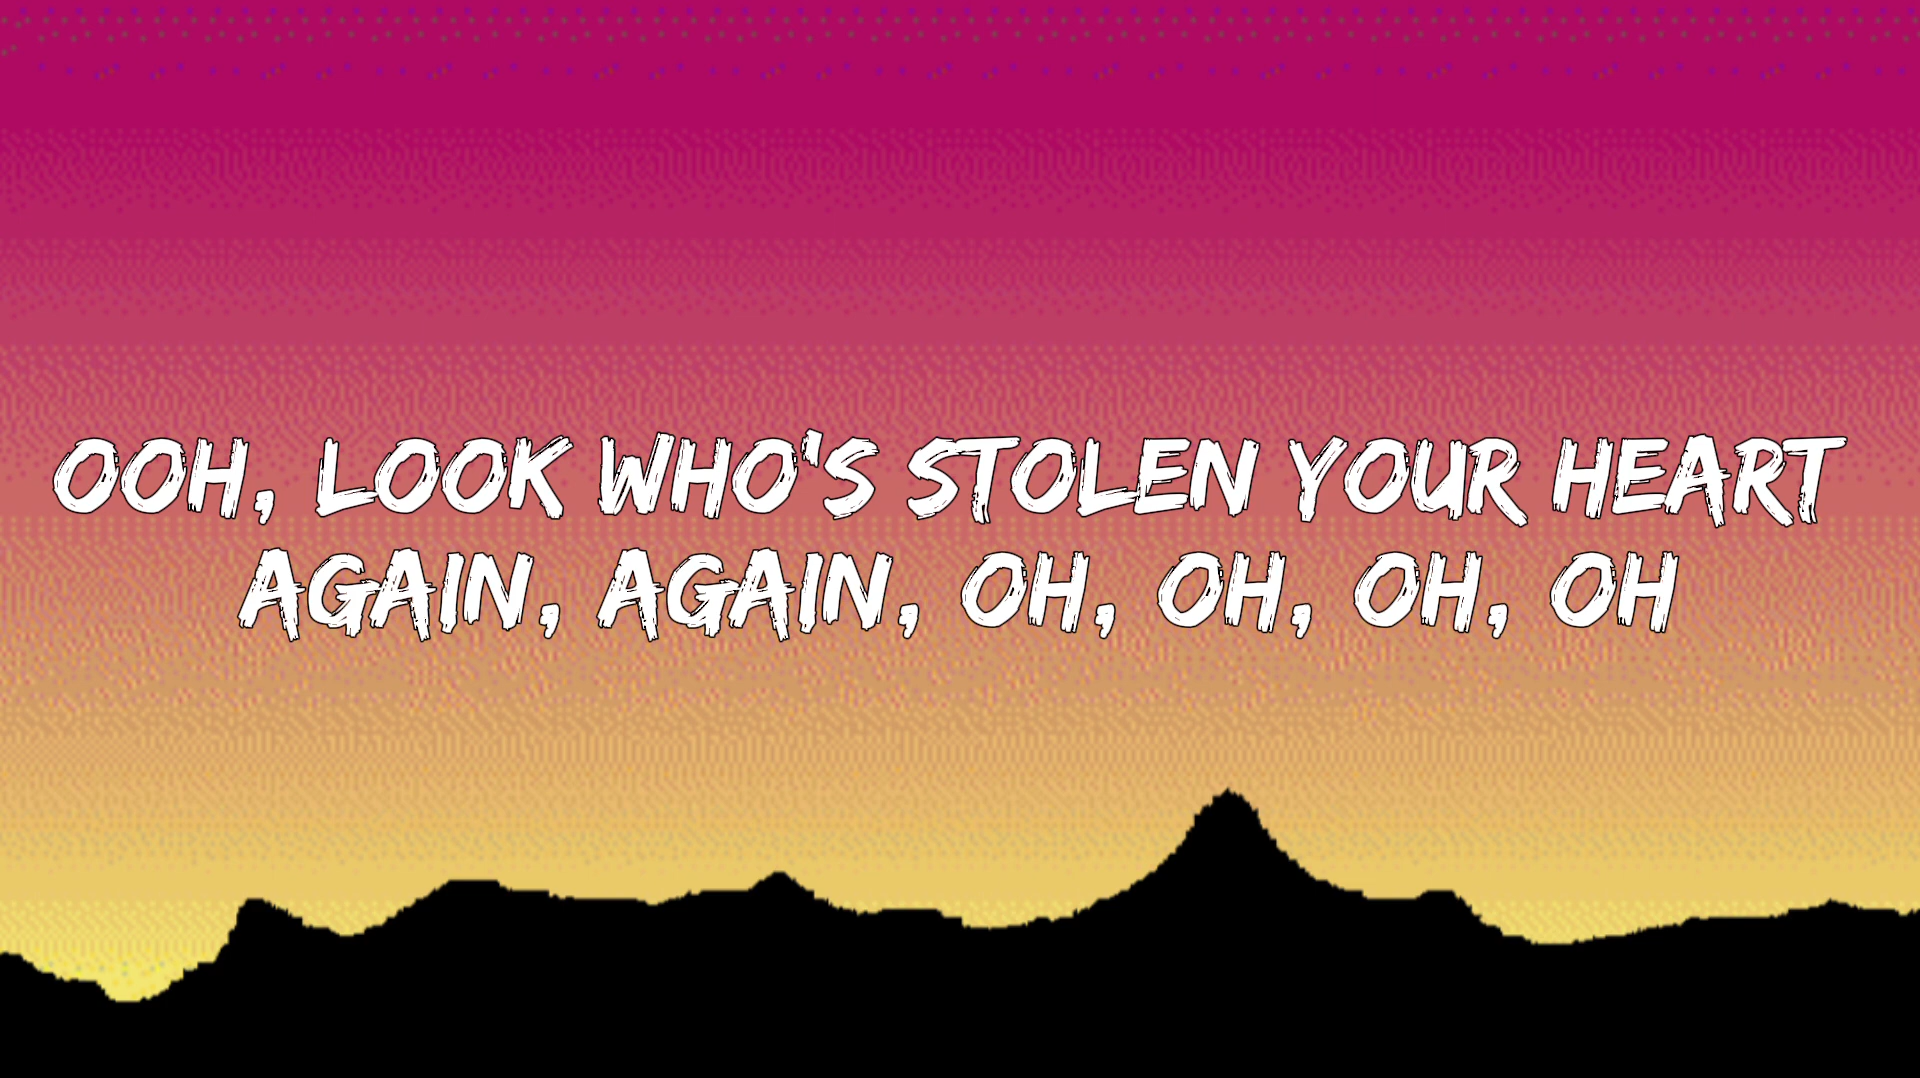 OOH, LOOK WHO'S STOLEN YOUR HEART
AGAIN, AGAIN, OH, OH, OH, OH